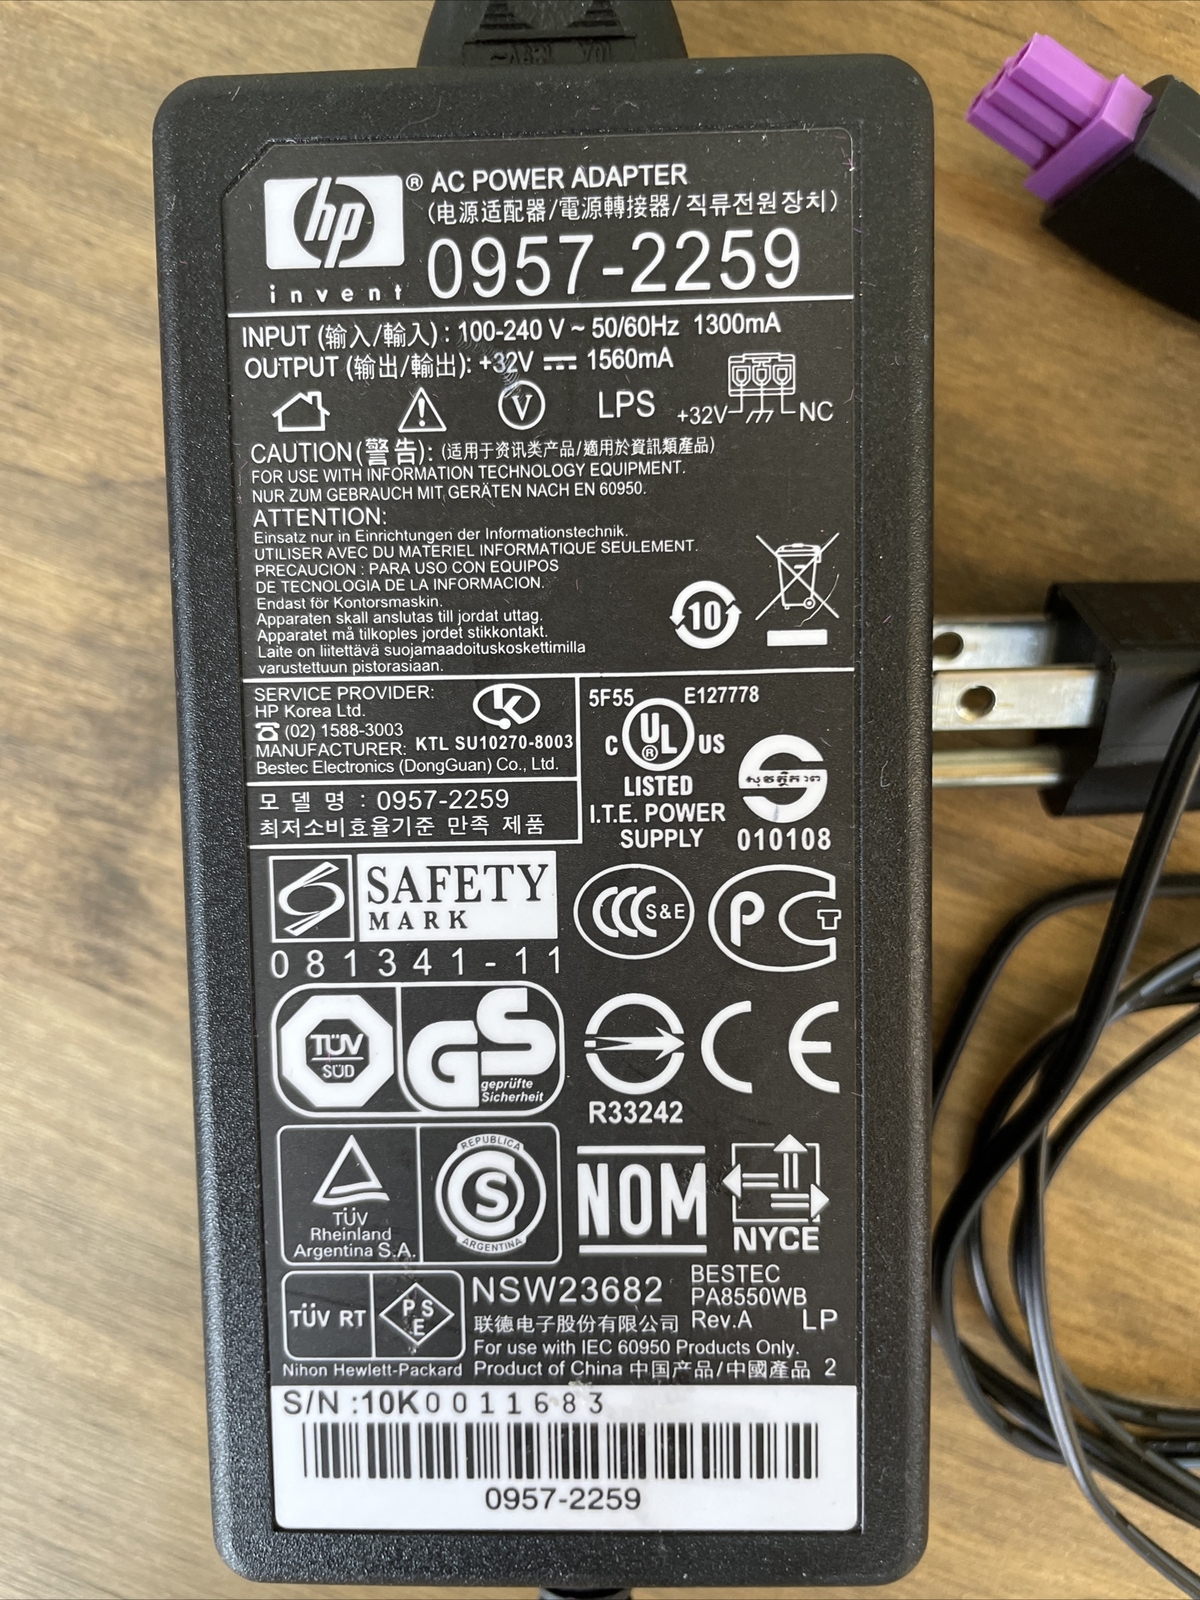 hp ® AC POWER ADAPTER
(电源适配器/電源轉接器/직류전원장치)
invent 0957-2259
INPUT (输入/輸入) : 100-240 V ~ 50/60Hz 1300mA
OUTPUT (输出/輸出): +32V ⎓ 1560mA
V LPS +32V NC
CAUTION(警告): (适用于资讯类产品/適用於資訊類產品)
FOR USE WITH INFORMATION TECHNOLOGY EQUIPMENT.
NUR ZUM GEBRAUCH MIT GERÄTEN NACH EN 60950.
ATTENTION:
Einsatz nur in Einrichtungen der Informationstechnik.
UTILISER AVEC DU MATERIEL INFORMATIQUE SEULEMENT.
PRECAUCION : PARA USO CON EQUIPOS
DE TECNOLOGIA DE LA INFORMACION.
Endast för Kontorsmaskin.
Apparaten skall anslutas till jordat uttag.
Apparatet må tilkoples jordet stikkontakt.
Laite on liitettävä suojamaadoituskoskettimilla
varustettuun pistorasiaan.
10
SERVICE PROVIDER:
HP Korea Ltd.
☎ (02) 1588-3003
MANUFACTURER: KTL SU10270-8003
Bestec Electronics (DongGuan) Co., Ltd.
모 델 명 : 0957-2259
최저소비효율기준 만족 제품
5F55 E127778
C UL ® US
LISTED
I.T.E. POWER
SUPPLY
010108
SAFETY
MARK
081341-11
CCC S&E
PCT
TÜV
SÜD
GS
geprüfte
Sicherheit
R33242
CE
TÜV
Rheinland
Argentina S.A.
REPUBLICA
S
ARGENTINA
NOM
NYCE
TÜV RT
PSE
Nihon Hewlett-Packard
NSW23682
BESTEC
PA8550WB
Rev.A LP
联德电子股份有限公司
For use with IEC 60950 Products Only.
Product of China 中国产品/中國產品 2
S/N :10K0011683
0957-2259